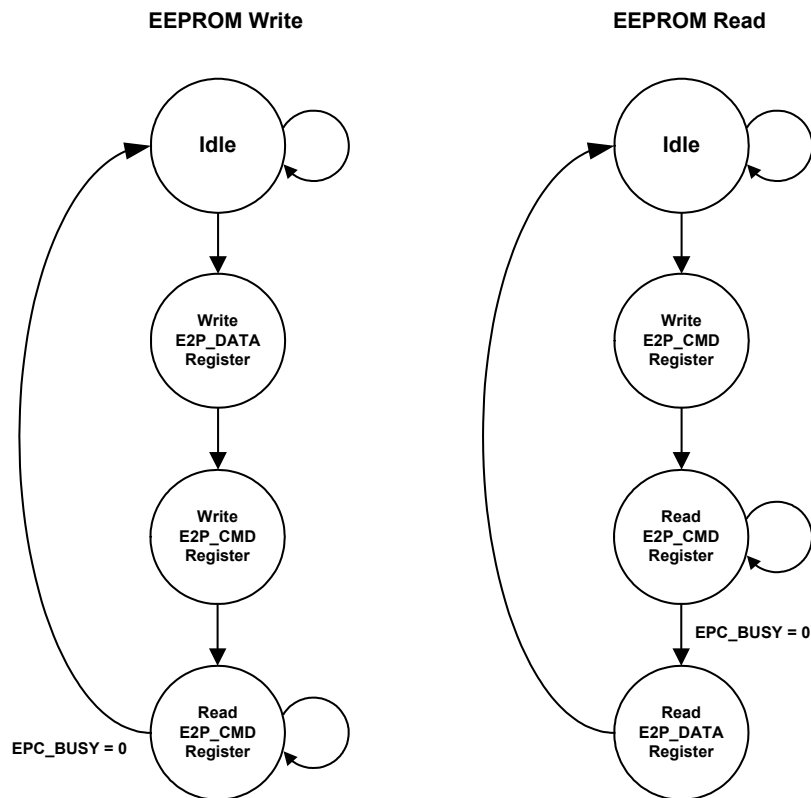 EEPROM Write
Idle
Write
E2P_DATA
Register
Write
E2P_CMD
Register
Read
E2P_CMD
Register
EPC_BUSY = 0
EEPROM Read
Idle
Write
E2P_CMD
Register
Read
E2P_CMD
Register
EPC_BUSY = 0
Read
E2P_DATA
Register